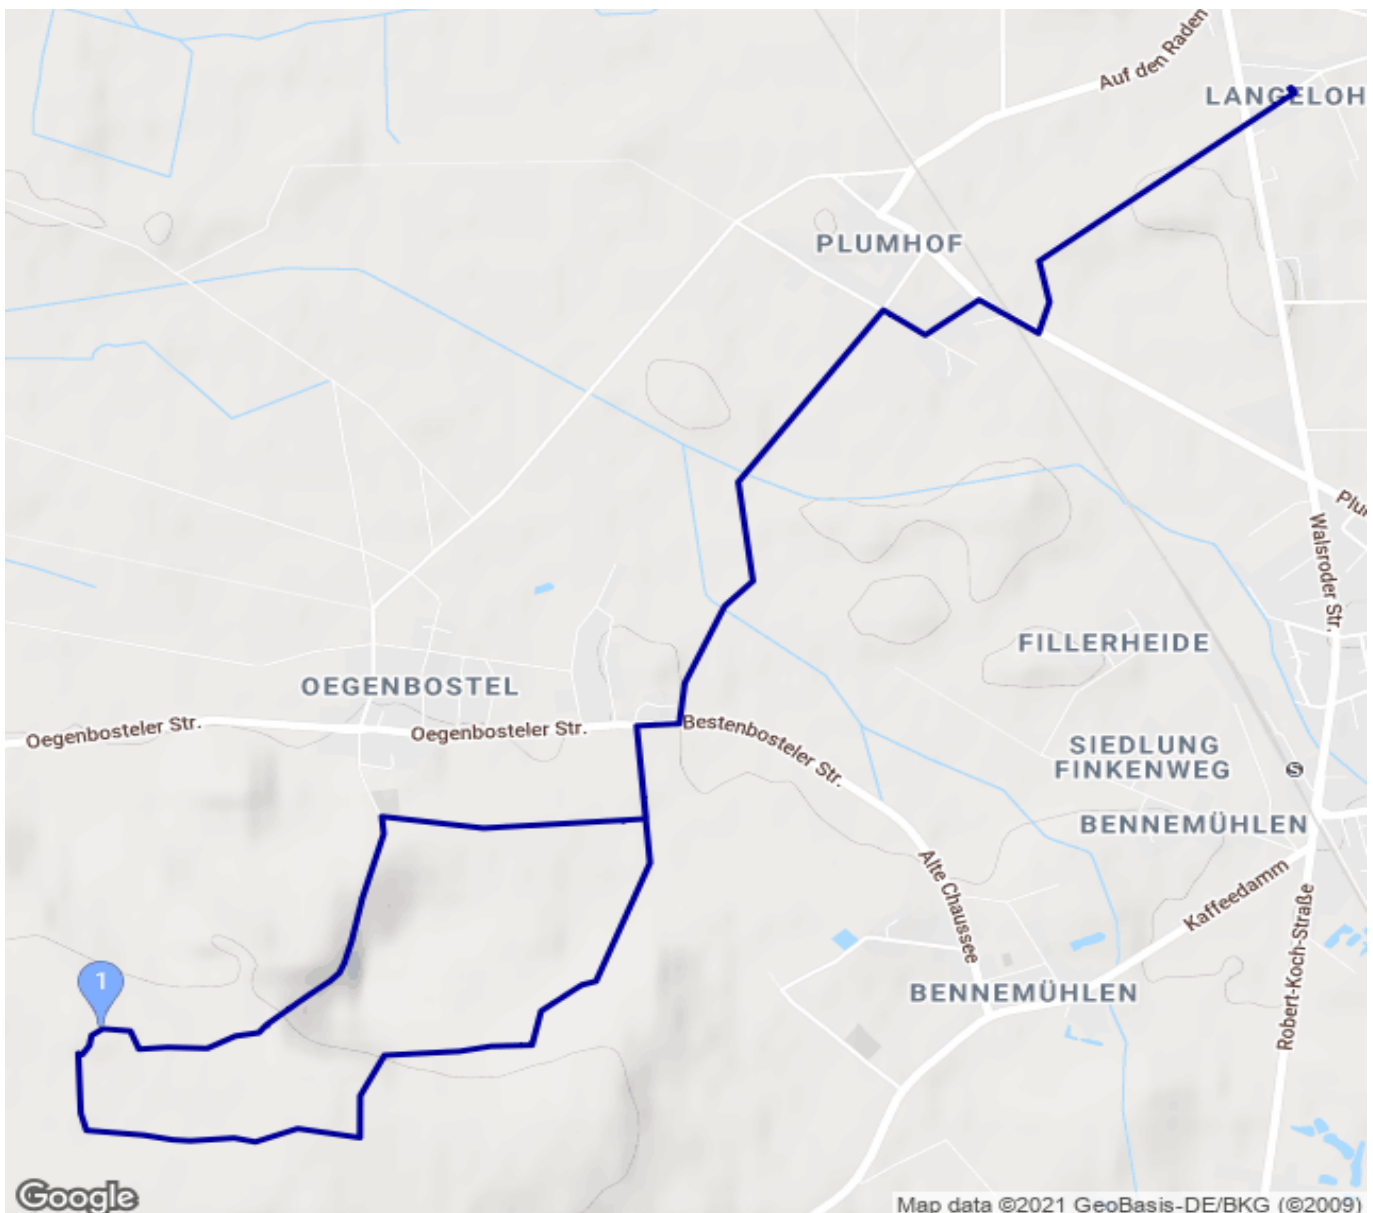 Auf den Raden
LANGELOH
PLUMHOF
Walsroder Str.
FILLERHEIDE
OEGENBOSTEL
Oegenbosteler Str.
Oegenbosteler Str.
Bestenbosteler Str.
SIEDLUNG
FINKENWEG
S
BENNEMÜHLEN
Alte Chaussee
Kaffeedamm
Robert-Koch-Straße
1
BENNEMÜHLEN
Google
Map data ©2021 GeoBasis-DE/BKG (©2009)